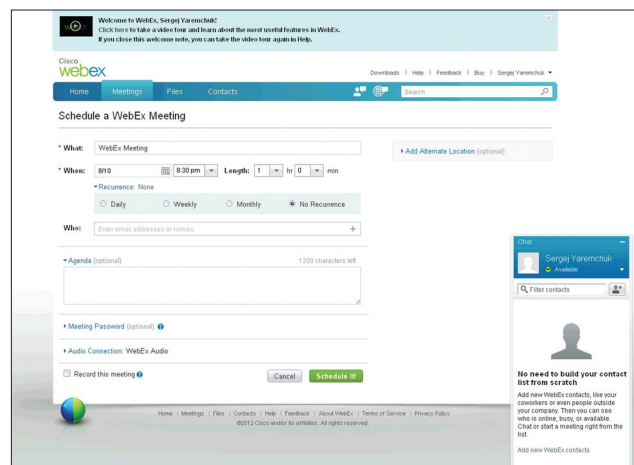 Welcome to WebEx, Sergej Yaremchuk!
Click here to take a video tour and learn about the most useful features in WebEx.
If you close this welcome note, you can take the video tour again in Help.
Cisco
webex
Downloads | Help | Feedback | Buy | Sergej Yaremchuk
Home Meetings Files Contacts Search
Schedule a WebEx Meeting
* What: WebEx Meeting
Add Alternate Location (optional)
* When: 8/10 8:30 pm Length: 1 hr 0 min
Recurrence: None
Daily Weekly Monthly No Recurrence
Who: Enter email addresses or names
Agenda (optional) 1300 characters left
Meeting Password (optional) ?
Audio Connection: WebEx Audio
Record this meeting ? Cancel Schedule It!
Home | Meetings | Files | Contacts | Help | Feedback | About WebEx | Terms of Service | Privacy Policy
©2012 Cisco and/or its affiliates. All rights reserved.
Chat
Sergej Yaremchuk
Available
Filter contacts
No need to build your contact
list from scratch
Add new WebEx contacts, like your
coworkers or even people outside
your company. Then you can see
who is online, busy, or available.
Chat or start a meeting right from the
list.
Add new WebEx contacts